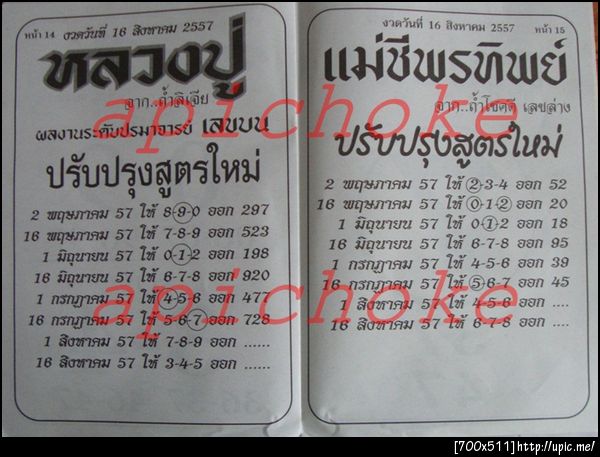 หน้า 14 งวดวันที่ 16 สิงหาคม 2557
หลวงปู่
จาก..ถ้ำลิเจีย
ผลงานระดับปรมาจารย์ เลขบน
ปรับปรุงสูตรใหม่
2 พฤษภาคม 57 ให้ 8-9-0 ออก 297
16 พฤษภาคม 57 ให้ 7-8-9 ออก 523
1 มิถุนายน 57 ให้ 0-1-2 ออก 198
16 มิถุนายน 57 ให้ 6-7-8 ออก 920
1 กรกฎาคม 57 ให้ 4-5-6 ออก 477
16 กรกฎาคม 57 ให้ 5-6-7 ออก 728
1 สิงหาคม 57 ให้ 7-8-9 ออก ......
16 สิงหาคม 57 ให้ 3-4-5 ออก ....
งวดวันที่ 16 สิงหาคม 2557 หน้า 15
แม่ชีพรทิพย์
จาก..ถ้ำโชคดี เลขล่าง
ปรับปรุงสูตรใหม่
2 พฤษภาคม 57 ให้ 2-3-4 ออก 52
16 พฤษภาคม 57 ให้ 0-1-2 ออก 20
1 มิถุนายน 57 ให้ 0-1-2 ออก 18
16 มิถุนายน 57 ให้ 6-7-8 ออก 95
1 กรกฎาคม 57 ให้ 4-5-6 ออก 39
16 กรกฎาคม 57 ให้ 5-6-7 ออก 45
1 สิงหาคม 57 ให้ 4-5-6 ออก ....
16 สิงหาคม 57 ให้ 6-7-8 ออก ....
apichoke
apichoke
[700x511]http://upic.me/